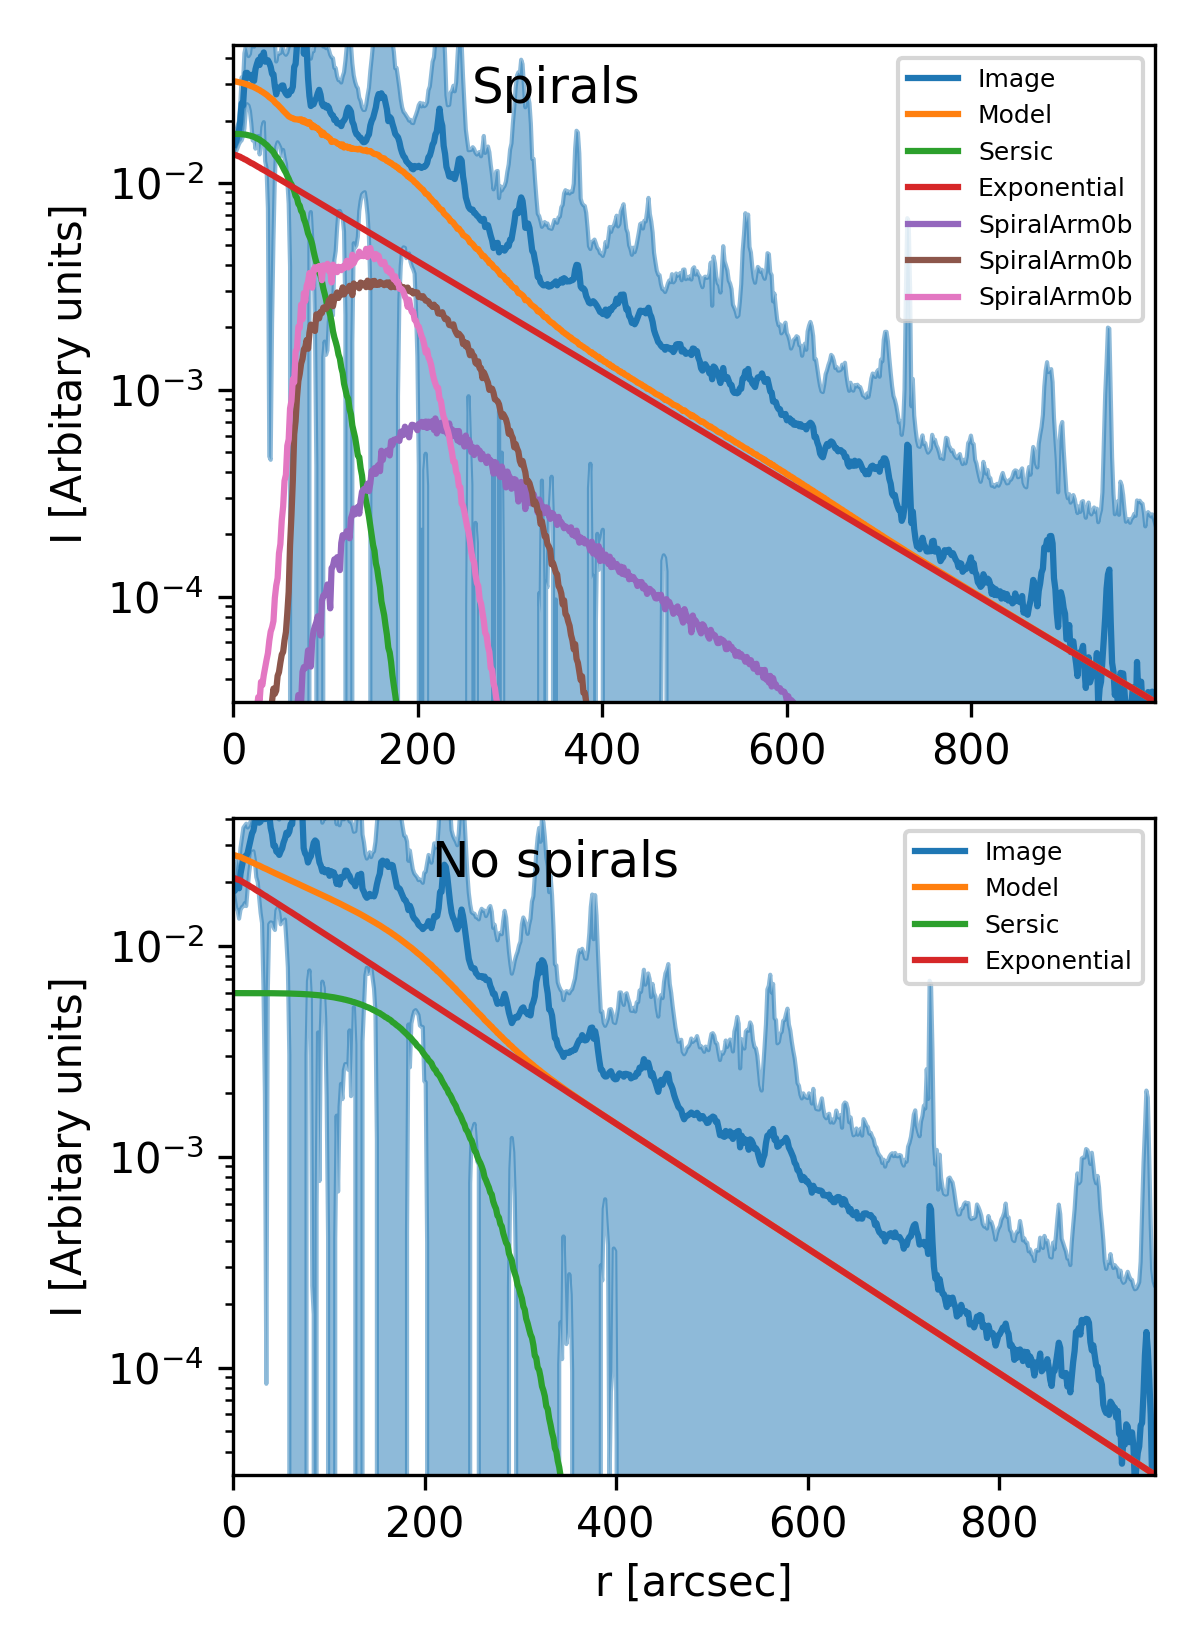 Spirals
Image
Model
Sersic
Exponential
SpiralArm0b
SpiralArm0b
SpiralArm0b
I [Arbitary units]
10⁻²
10⁻³
10⁻⁴
0 200 400 600 800
No spirals
Image
Model
Sersic
Exponential
I [Arbitary units]
10⁻²
10⁻³
10⁻⁴
0 200 400 600 800
r [arcsec]